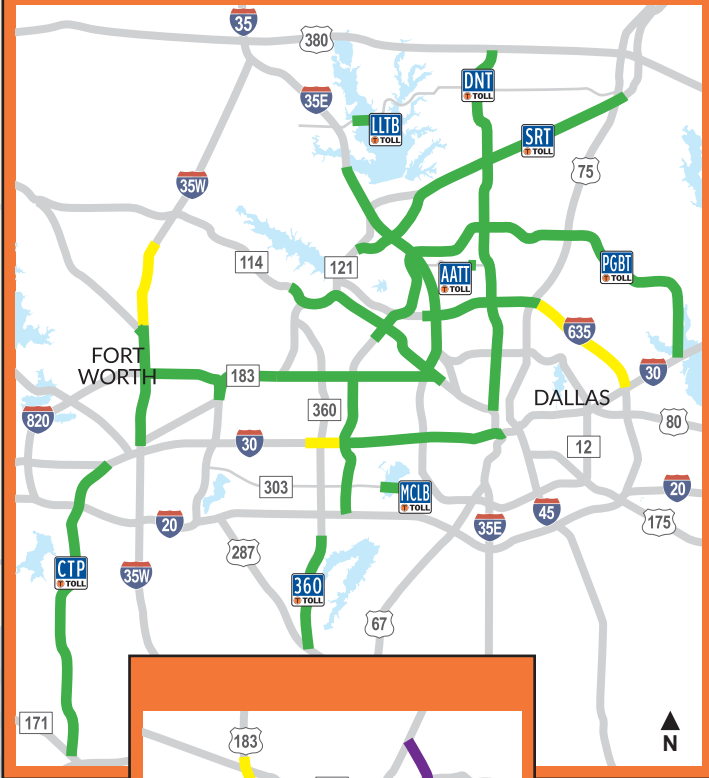 35
380
DNT
TOLL
35E
LLTB
TOLL
SRT
TOLL
75
35W
114
121
AATT
TOLL
PGBT
TOLL
635
FORT
WORTH
183
30
DALLAS
360
820
80
30
12
303
MCLB
TOLL
20
20
45
35E
175
287
CTP
TOLL
35W
360
TOLL
67
171
N
183